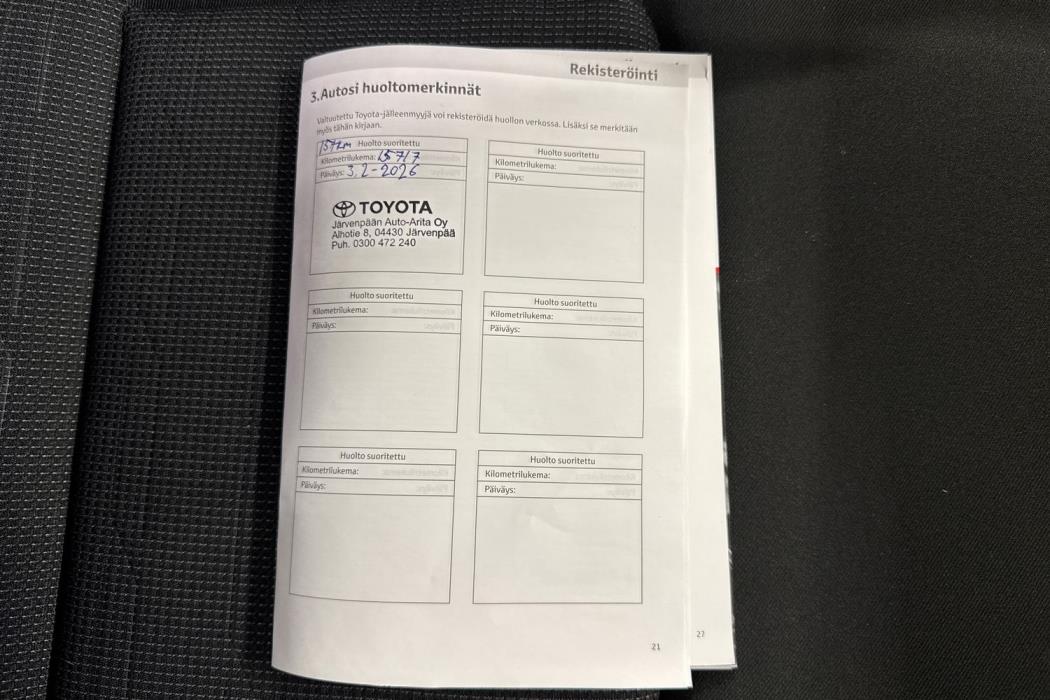 Rekisteröinti
3.Autosi huoltomerkinnät
Valtuutettu Toyota-jälleenmyyjä voi rekisteröidä huollon verkossa. Lisäksi se merkitään
myös tähän kirjaan.
Huolto suoritettu
Kilometrilukema: 15717
Päiväys: 3.2-2026
TOYOTA
Järvenpään Auto-Arita Oy
Alhotie 8, 04430 Järvenpää
Puh. 0300 472 240
Huolto suoritettu
Kilometrilukema:
Päiväys:
Huolto suoritettu
Kilometrilukema:
Päiväys:
Huolto suoritettu
Kilometrilukema:
Päiväys:
Huolto suoritettu
Kilometrilukema:
Päiväys:
Huolto suoritettu
Kilometrilukema:
Päiväys:
21
27